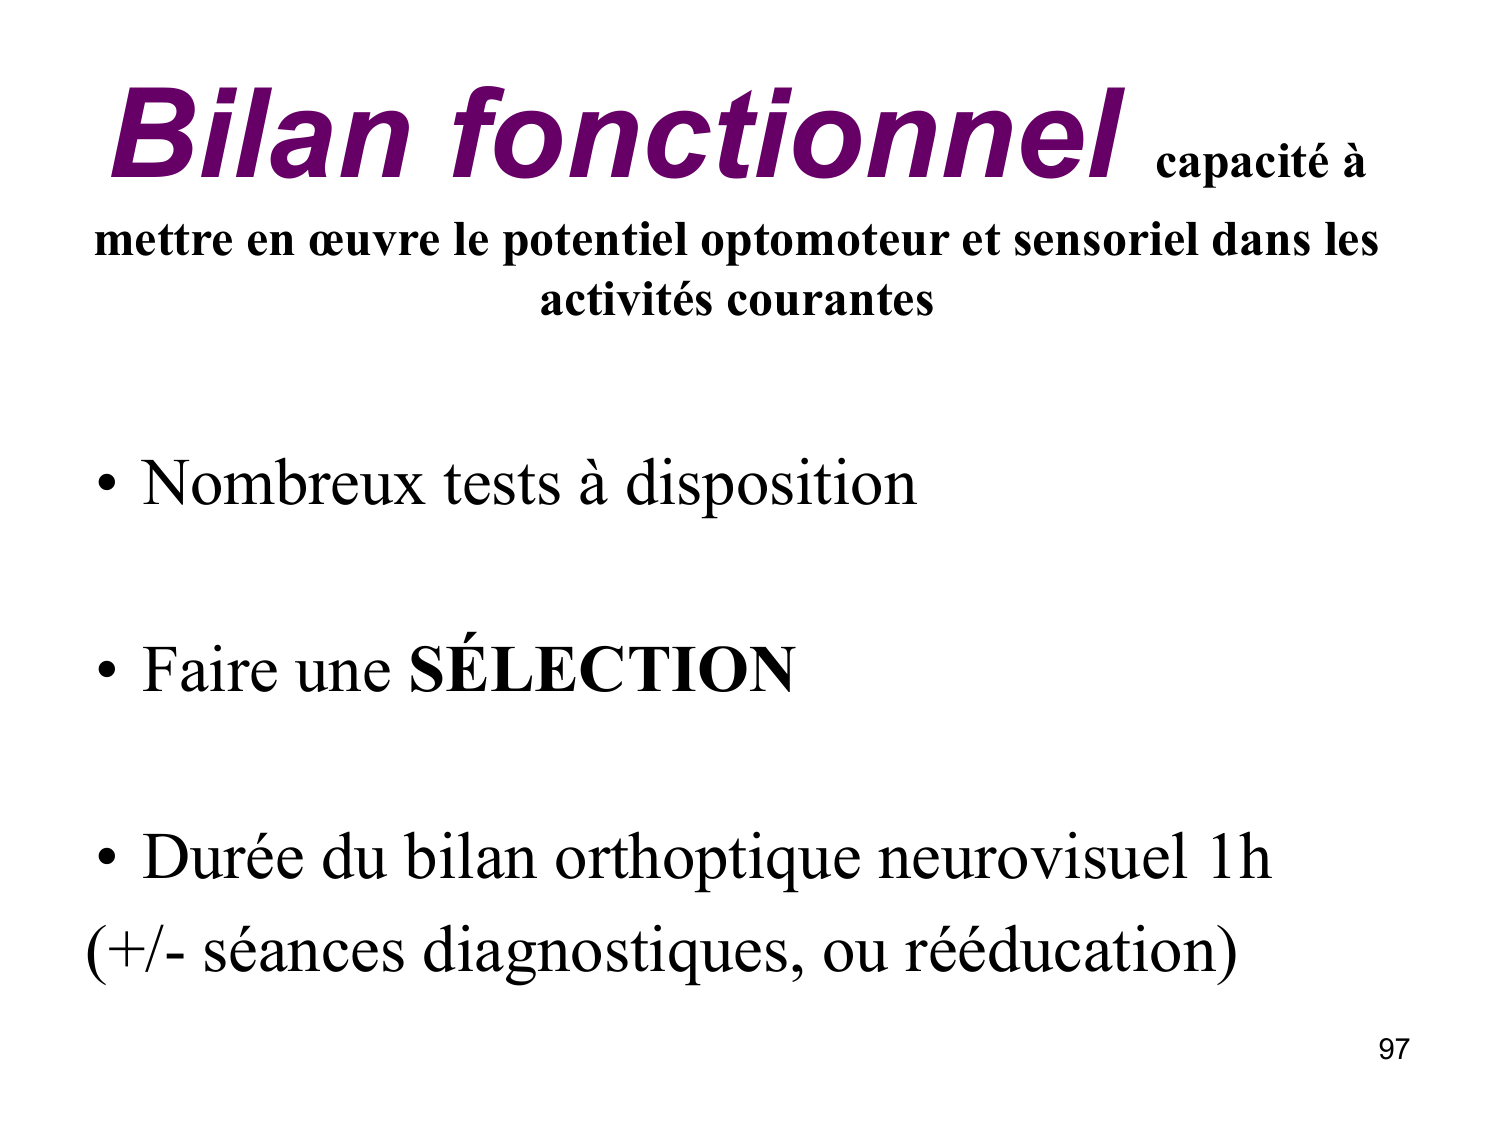 Bilan fonctionnel capacité à
mettre en œuvre le potentiel optomoteur et sensoriel dans les
activités courantes
• Nombreux tests à disposition
• Faire une SÉLECTION
• Durée du bilan orthoptique neurovisuel 1h
(+/- séances diagnostiques, ou rééducation)
97